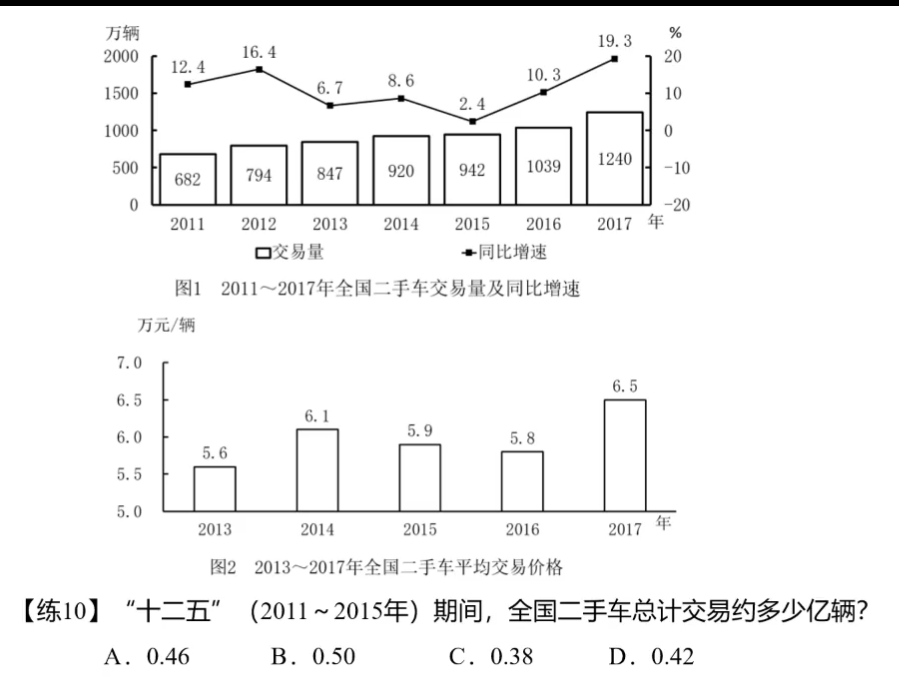 万辆 %
2000 20
1500 10
1000 0
500 -10
0 -20
12.4 16.4 6.7 8.6 2.4 10.3 19.3
682 794 847 920 942 1039 1240
2011 2012 2013 2014 2015 2016 2017 年
交易量 同比增速
图1 2011～2017年全国二手车交易量及同比增速
万元/辆
7.0
6.5
6.0
5.5
5.0
5.6 6.1 5.9 5.8 6.5
2013 2014 2015 2016 2017 年
图2 2013～2017年全国二手车平均交易价格
【练10】“十二五”（2011～2015年）期间，全国二手车总计交易约多少亿辆？
A．0.46 B．0.50 C．0.38 D．0.42